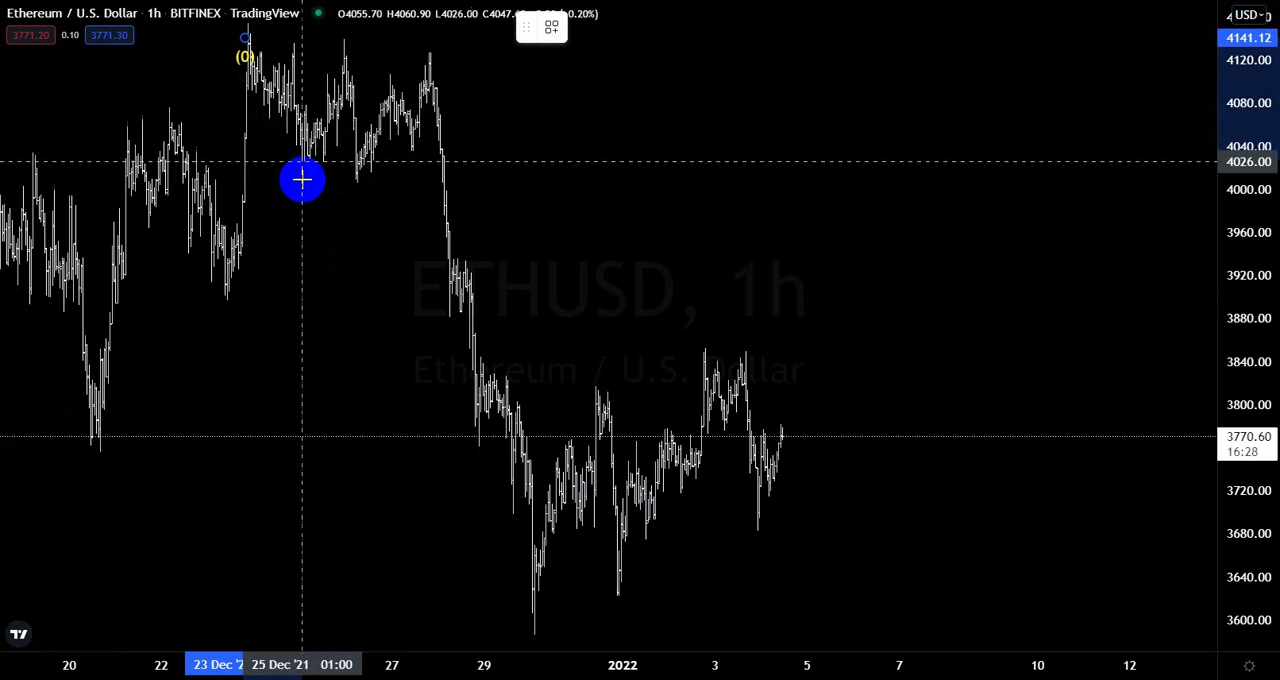 Ethereum / U.S. Dollar · 1h · BITFINEX · TradingView
O4055.70 H4060.90 L4026.00 0.20%)
3771.20 0.10 3771.30
(0)
USD
4141.12
4120.00
4080.00
4040.00
4026.00
4000.00
3960.00
3920.00
3880.00
3840.00
3800.00
3770.60
16:28
3720.00
3680.00
3640.00
3600.00
ETHUSD, 1h
Ethereum / U.S. Dollar
20 22 23 Dec 25 Dec '21 01:00 27 29 2022 3 5 7 10 12